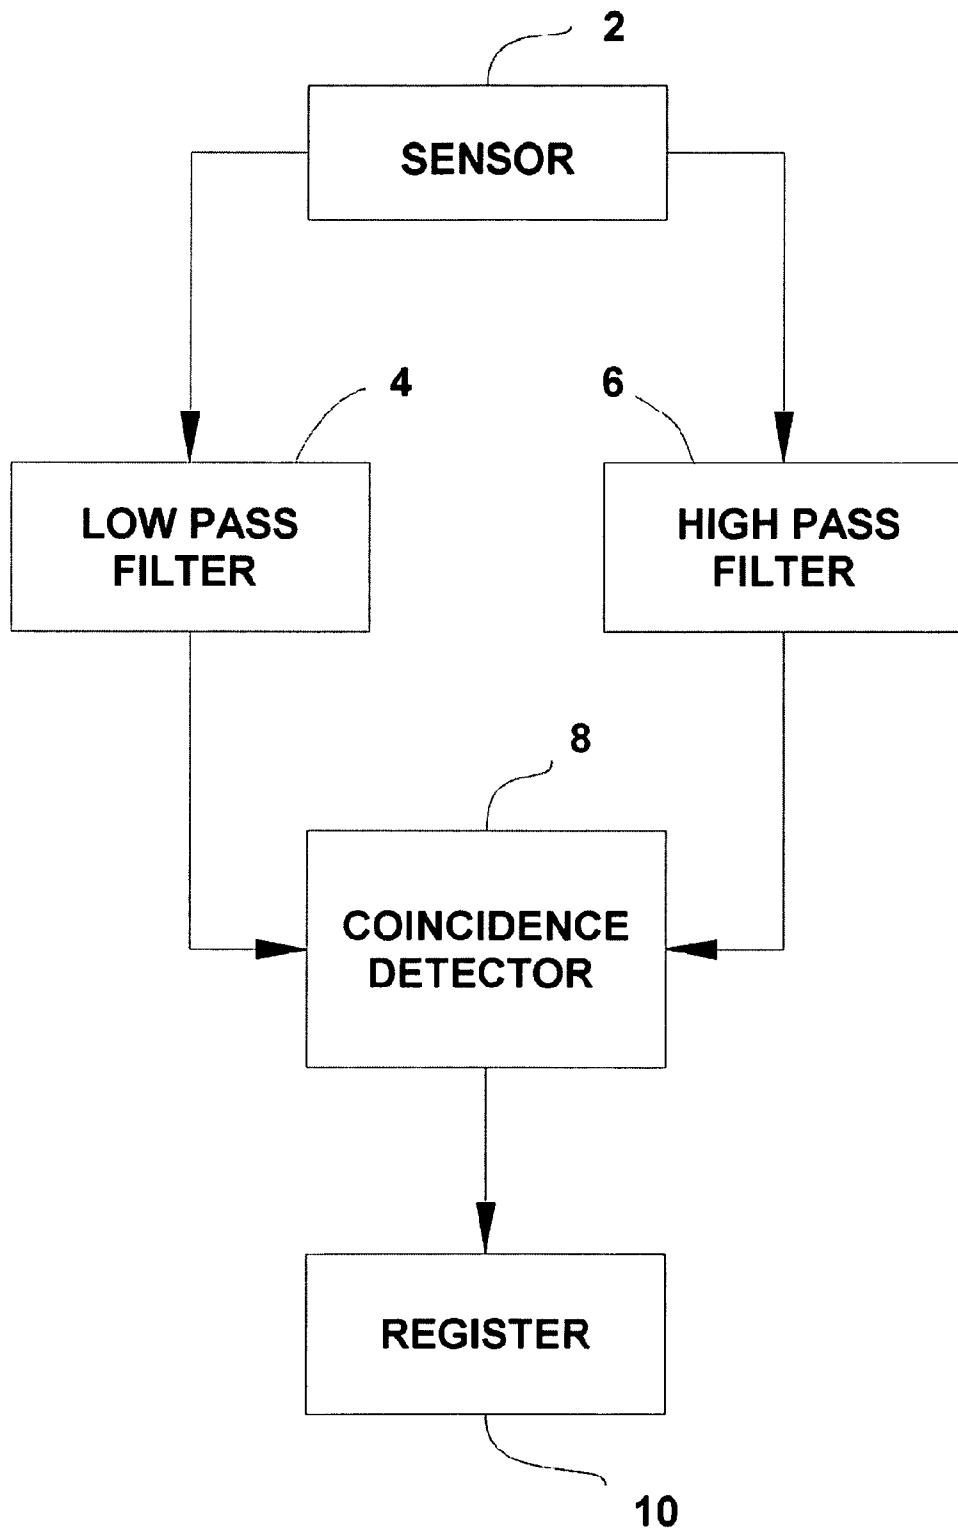 2
SENSOR
4
6
LOW PASS
FILTER
HIGH PASS
FILTER
8
COINCIDENCE
DETECTOR
REGISTER
10